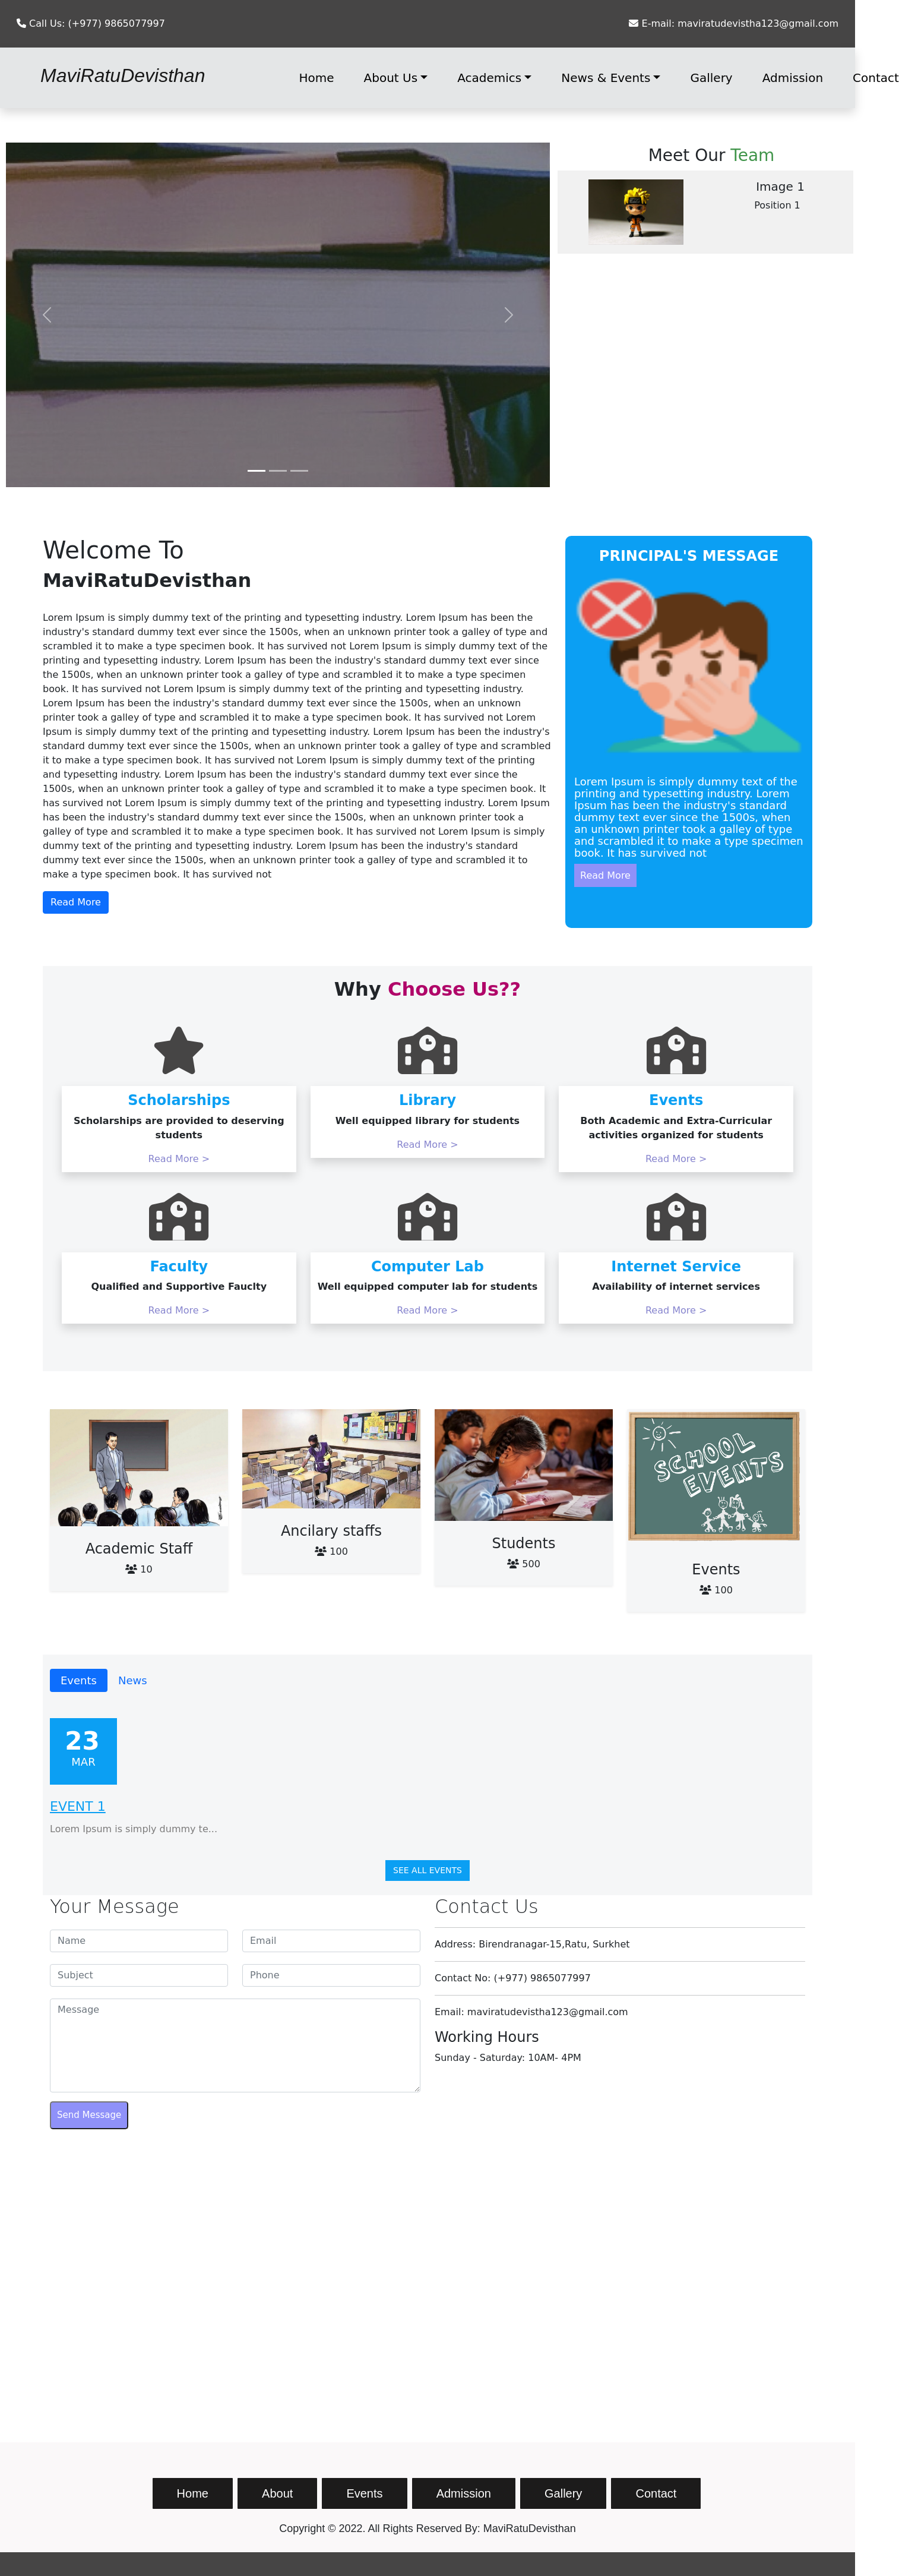 Call Us: (+977) 9865077997
E-mail: maviratudevistha123@gmail.com
MaviRatuDevisthan
Home
About Us
Academics
News & Events
Gallery
Admission
Contact
Meet Our Team
Image 1
Position 1
Welcome To
MaviRatuDevisthan
Lorem Ipsum is simply dummy text of the printing and typesetting industry. Lorem Ipsum has been the
industry's standard dummy text ever since the 1500s, when an unknown printer took a galley of type and
scrambled it to make a type specimen book. It has survived not Lorem Ipsum is simply dummy text of the
printing and typesetting industry. Lorem Ipsum has been the industry's standard dummy text ever since
the 1500s, when an unknown printer took a galley of type and scrambled it to make a type specimen
book. It has survived not Lorem Ipsum is simply dummy text of the printing and typesetting industry.
Lorem Ipsum has been the industry's standard dummy text ever since the 1500s, when an unknown
printer took a galley of type and scrambled it to make a type specimen book. It has survived not Lorem
Ipsum is simply dummy text of the printing and typesetting industry. Lorem Ipsum has been the industry's
standard dummy text ever since the 1500s, when an unknown printer took a galley of type and scrambled
it to make a type specimen book. It has survived not Lorem Ipsum is simply dummy text of the printing
and typesetting industry. Lorem Ipsum has been the industry's standard dummy text ever since the
1500s, when an unknown printer took a galley of type and scrambled it to make a type specimen book. It
has survived not Lorem Ipsum is simply dummy text of the printing and typesetting industry. Lorem Ipsum
has been the industry's standard dummy text ever since the 1500s, when an unknown printer took a
galley of type and scrambled it to make a type specimen book. It has survived not Lorem Ipsum is simply
dummy text of the printing and typesetting industry. Lorem Ipsum has been the industry's standard
dummy text ever since the 1500s, when an unknown printer took a galley of type and scrambled it to
make a type specimen book. It has survived not
Read More
PRINCIPAL'S MESSAGE
Lorem Ipsum is simply dummy text of the
printing and typesetting industry. Lorem
Ipsum has been the industry's standard
dummy text ever since the 1500s, when
an unknown printer took a galley of type
and scrambled it to make a type specimen
book. It has survived not
Read More
Why Choose Us??
Scholarships
Scholarships are provided to deserving
students
Read More >
Library
Well equipped library for students
Read More >
Events
Both Academic and Extra-Curricular
activities organized for students
Read More >
Faculty
Qualified and Supportive Fauclty
Read More >
Computer Lab
Well equipped computer lab for students
Read More >
Internet Service
Availability of internet services
Read More >
Academic Staff
10
Ancilary staffs
100
Students
500
SCHOOL
EVENTS
Events
100
Events
News
23
MAR
EVENT 1
Lorem Ipsum is simply dummy te...
SEE ALL EVENTS
Your Message
Name
Email
Subject
Phone
Message
Send Message
Contact Us
Address: Birendranagar-15,Ratu, Surkhet
Contact No: (+977) 9865077997
Email: maviratudevistha123@gmail.com
Working Hours
Sunday - Saturday: 10AM- 4PM
Home
About
Events
Admission
Gallery
Contact
Copyright © 2022. All Rights Reserved By: MaviRatuDevisthan